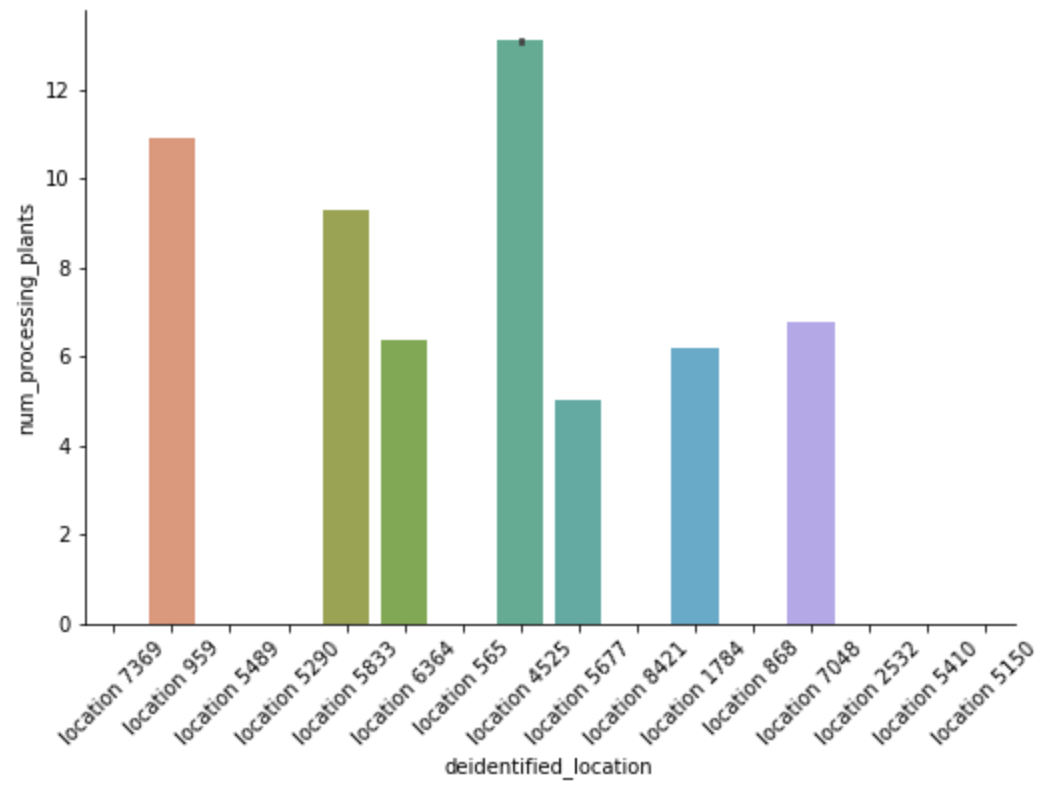 12
10
8
6
4
2
0
num_processing_plants
location 7369
location 959
location 5489
location 5290
location 5833
location 6364
location 565
location 4525
location 5677
location 8421
location 1784
location 868
location 7048
location 2532
location 5410
location 5150
deidentified_location